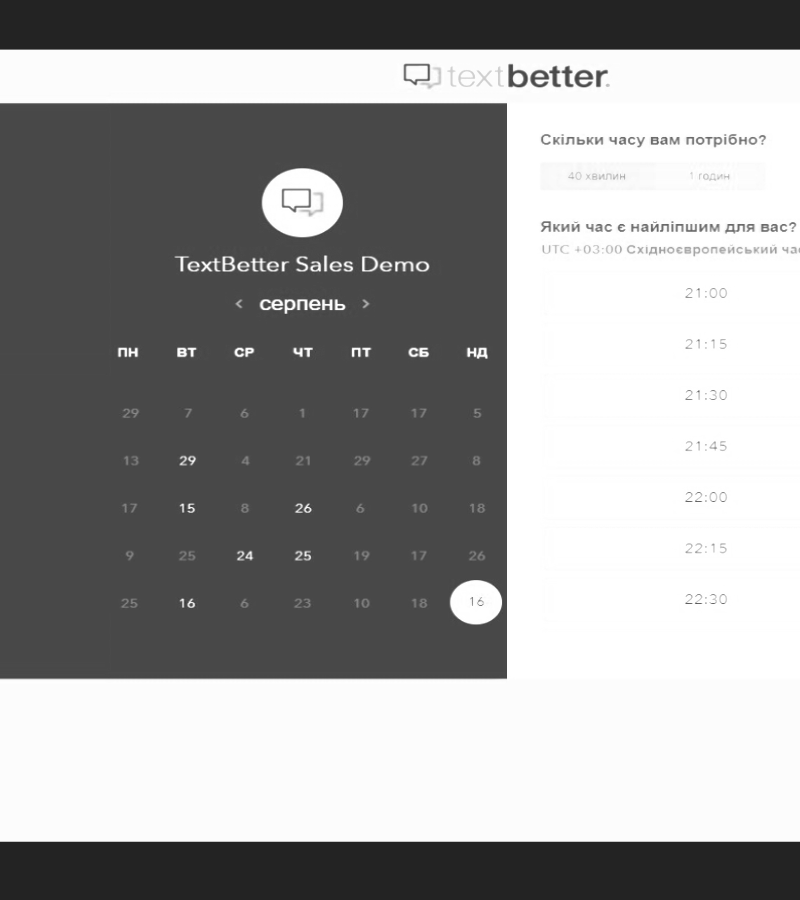 textbetter.
TextBetter Sales Demo
< серпень >
ПН ВТ СР ЧТ ПТ СБ НД
29 7 6 1 17 17 5
13 29 4 21 29 27 8
17 15 8 26 6 10 18
9 25 24 25 19 17 26
25 16 6 23 10 18 16
Скільки часу вам потрібно?
40 хвилин 1 годин
Який час є найліпшим для вас?
UTC +03:00 Східноєвропейський час
21:00
21:15
21:30
21:45
22:00
22:15
22:30